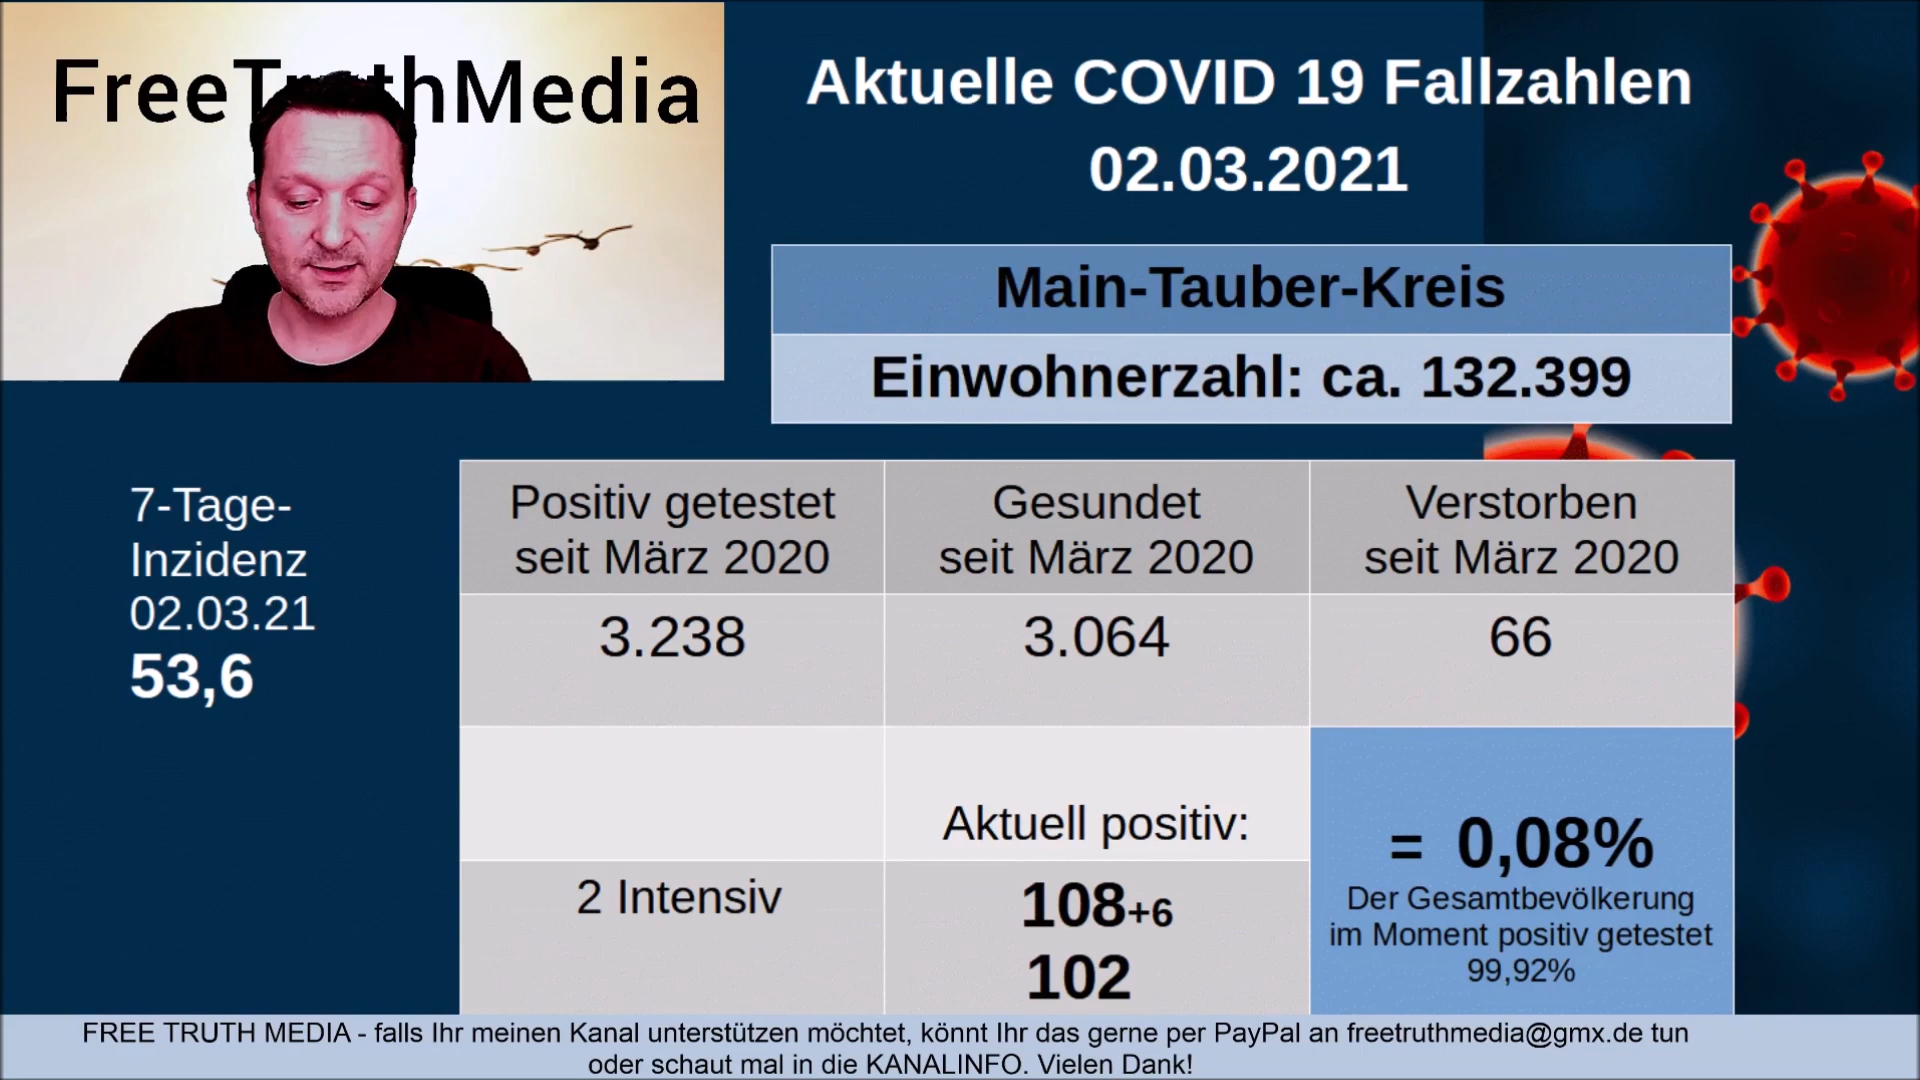 FreeTruthMedia
Aktuelle COVID 19 Fallzahlen
02.03.2021
Main-Tauber-Kreis
Einwohnerzahl: ca. 132.399
7-Tage-
Inzidenz
02.03.21
53,6
Positiv getestet
seit März 2020
Gesundet
seit März 2020
Verstorben
seit März 2020
3.238
3.064
66
Aktuell positiv:
2 Intensiv
108+6
102
= 0,08%
Der Gesamtbevölkerung
im Moment positiv getestet
99,92%
FREE TRUTH MEDIA - falls Ihr meinen Kanal unterstützen möchtet, könnt Ihr das gerne per PayPal an freetruthmedia@gmx.de tun
oder schaut mal in die KANALINFO. Vielen Dank!